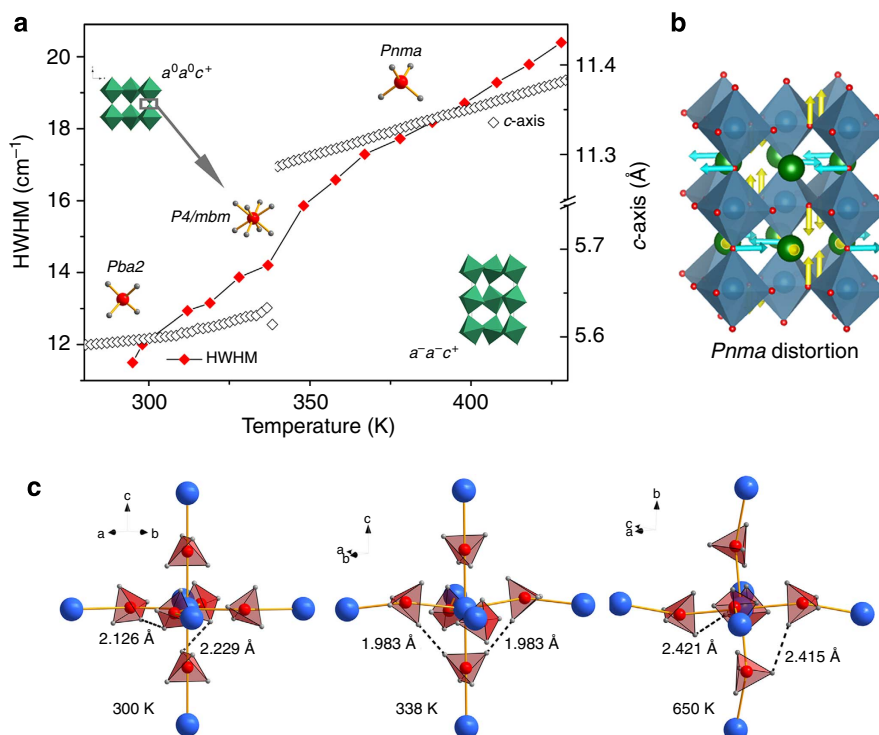 a
b
20
18
16
14
12
HWHM (cm⁻¹)
a⁰a⁰c⁺
Pnma
c-axis
P4/mbm
Pba2
a⁻a⁻c⁺
HWHM
11.4
11.3
5.7
5.6
c-axis (Å)
300
350
400
Temperature (K)
Pnma distortion
c
c
a
b
2.126 Å
2.229 Å
300 K
c
a
b
1.983 Å
1.983 Å
338 K
b
c
a
2.421 Å
2.415 Å
650 K